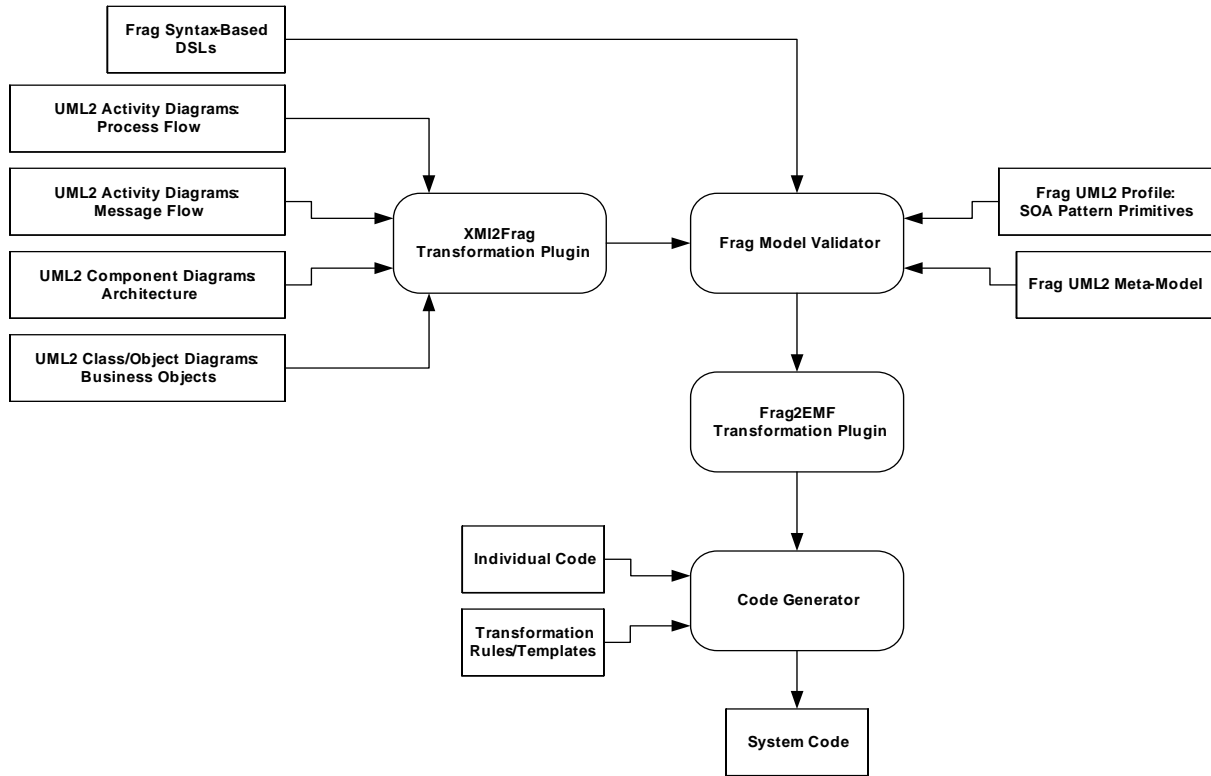 Frag Syntax-Based
DSLs
UML2 Activity Diagrams:
Process Flow
UML2 Activity Diagrams:
Message Flow
UML2 Component Diagrams:
Architecture
UML2 Class/Object Diagrams:
Business Objects
XMI2Frag
Transformation Plugin
Frag Model Validator
Frag UML2 Profile:
SOA Pattern Primitives
Frag UML2 Meta-Model
Frag2EMF
Transformation Plugin
Individual Code
Transformation
Rules/Templates
Code Generator
System Code